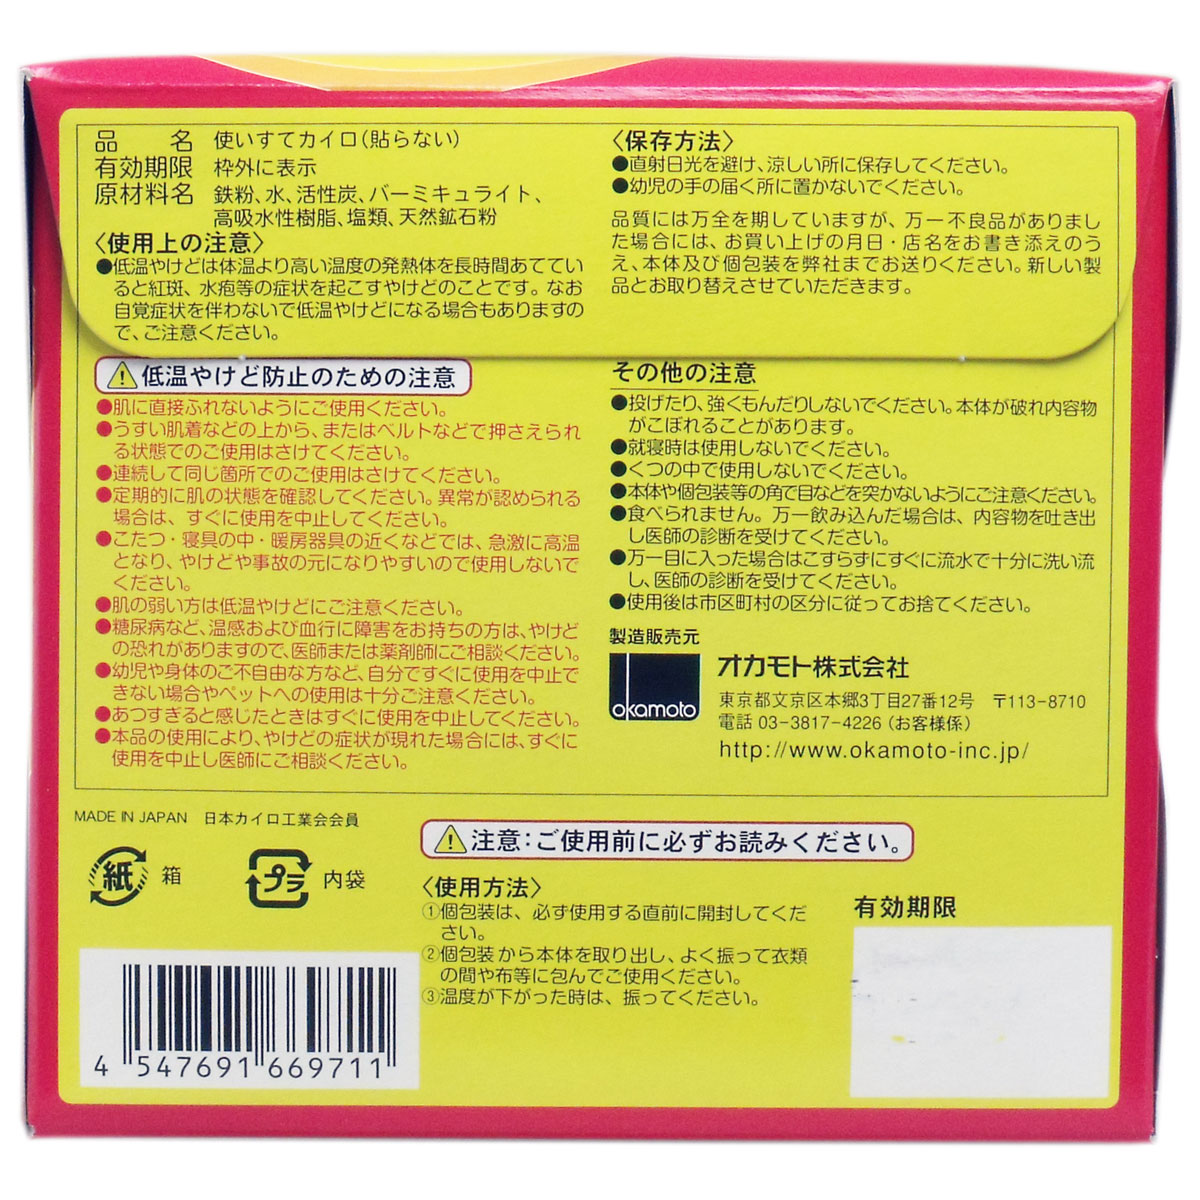 品　名　使いすてカイロ(貼らない)
有効期限　枠外に表示
原材料名　鉄粉、水、活性炭、バーミキュライト、
高吸水性樹脂、塩類、天然鉱石粉
〈使用上の注意〉
●低温やけどは体温より高い温度の発熱体を長時間あててい
ると紅斑、水疱等の症状を起こすやけどのことです。なお
自覚症状を伴わないで低温やけどになる場合もありますの
で、ご注意ください。
⚠低温やけど防止のための注意
●肌に直接ふれないようにご使用ください。
●うすい肌着などの上から、またはベルトなどで押さえられ
る状態でのご使用はさけてください。
●連続して同じ箇所でのご使用はさけてください。
●定期的に肌の状態を確認してください。異常が認められる
場合は、すぐに使用を中止してください。
●こたつ・寝具の中・暖房器具の近くなどでは、急激に高温
となり、やけどや事故の元になりやすいので使用しないで
ください。
●肌の弱い方は低温やけどにご注意ください。
●糖尿病など、温感および血行に障害をお持ちの方は、やけど
の恐れがありますので、医師または薬剤師にご相談ください。
●幼児や身体のご不自由な方など、自分ですぐに使用を中止で
きない場合やペットへの使用は十分ご注意ください。
●あつすぎると感じたときはすぐに使用を中止してください。
●本品の使用により、やけどの症状が現れた場合には、すぐに
使用を中止し医師にご相談ください。
〈保存方法〉
●直射日光を避け、涼しい所に保存してください。
●幼児の手の届く所に置かないでください。
品質には万全を期していますが、万一不良品がありまし
た場合には、お買い上げの月日・店名をお書き添えのう
え、本体及び個包装を弊社までお送りください。新しい製
品とお取り替えさせていただきます。
その他の注意
●投げたり、強くもんだりしないでください。本体が破れ内容物
がこぼれることがあります。
●就寝時は使用しないでください。
●くつの中で使用しないでください。
●本体や個包装等の角で目などを突かないようにご注意ください。
●食べられません。万一飲み込んだ場合は、内容物を吐き出
し医師の診断を受けてください。
●万一目に入った場合はこすらずにすぐに流水で十分に洗い流
し、医師の診断を受けてください。
●使用後は市区町村の区分に従ってお捨てください。
製造販売元
okamoto
オカモト株式会社
東京都文京区本郷3丁目27番12号　〒113-8710
電話 03-3817-4226 (お客様係)
http://www.okamoto-inc.jp/
MADE IN JAPAN　日本カイロ工業会会員
紙　箱　プラ　内袋
⚠注意：ご使用前に必ずお読みください。
〈使用方法〉
①個包装は、必ず使用する直前に開封してくだ
さい。
②個包装から本体を取り出し、よく振って衣類
の間や布等に包んでご使用ください。
③温度が下がった時は、振ってください。
有効期限
4 547691 669711